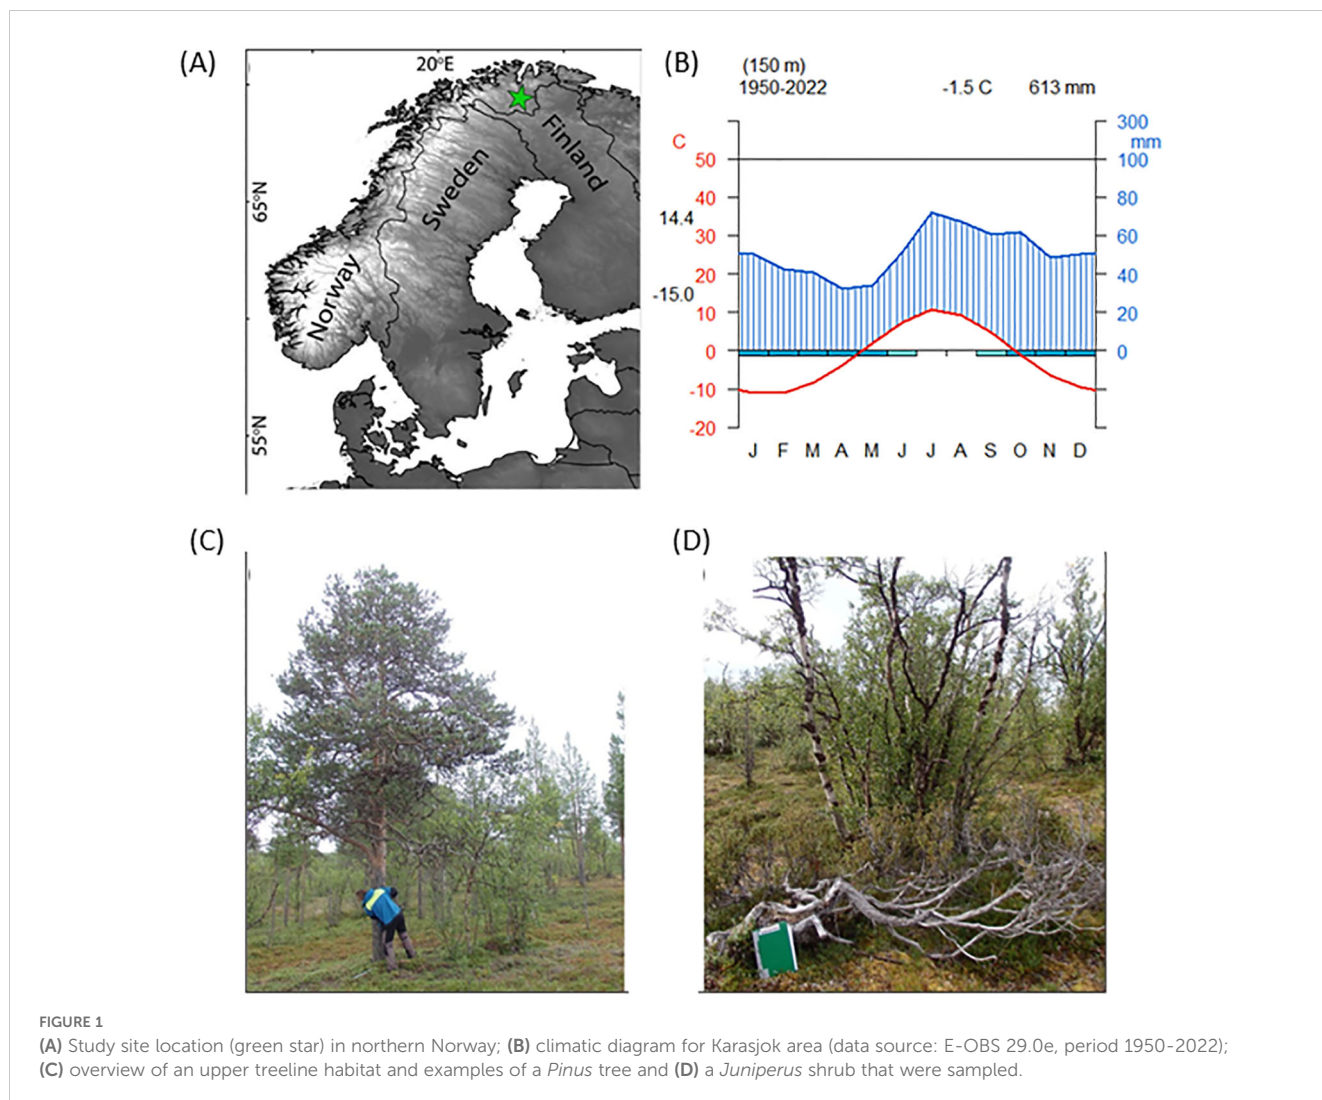 (A)
20°E
65°N
55°N
Norway
Sweden
Finland
(B)
(150 m)
1950-2022 -1.5 C 613 mm
C
50
40
30
20
10
0
-10
-20
14.4
-15.0
300
mm
100
80
60
40
20
0
J F M A M J J A S O N D
(C)
(D)
FIGURE 1
(A) Study site location (green star) in northern Norway; (B) climatic diagram for Karasjok area (data source: E-OBS 29.0e, period 1950-2022);
(C) overview of an upper treeline habitat and examples of a Pinus tree and (D) a Juniperus shrub that were sampled.